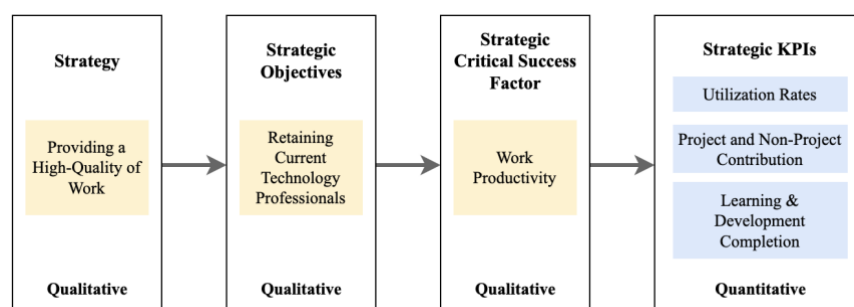 Strategy
Providing a
High-Quality of
Work
Qualitative
Strategic
Objectives
Retaining
Current
Technology
Professionals
Qualitative
Strategic
Critical Success
Factor
Work
Productivity
Qualitative
Strategic KPIs
Utilization Rates
Project and Non-Project
Contribution
Learning &
Development
Completion
Quantitative